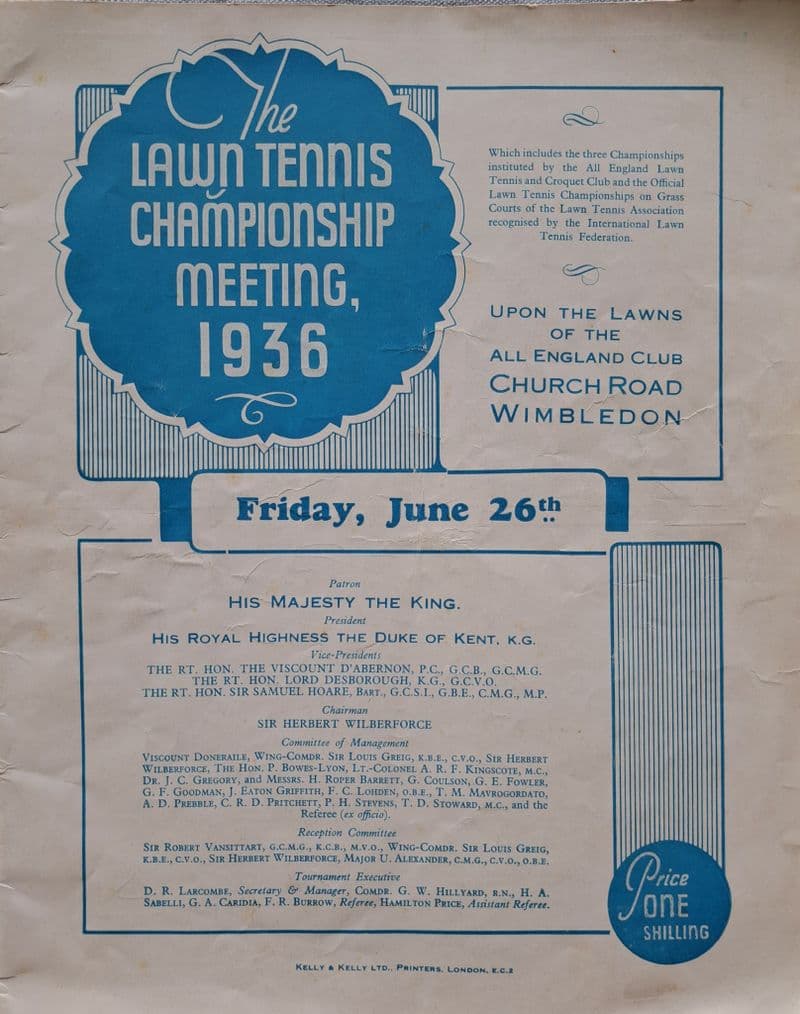 The
LAWN TENNIS
CHAMPIONSHIP
MEETING,
1936
Which includes the three Championships
instituted by the All England Lawn
Tennis and Croquet Club and the Official
Lawn Tennis Championships on Grass
Courts of the Lawn Tennis Association
recognised by the International Lawn
Tennis Federation.
UPON THE LAWNS
OF THE
ALL ENGLAND CLUB
CHURCH ROAD
WIMBLEDON
Friday, June 26th
Patron
HIS MAJESTY THE KING.
President
HIS ROYAL HIGHNESS THE DUKE OF KENT, K.G.
Vice-Presidents
THE RT. HON. THE VISCOUNT D'ABERNON, P.C., G.C.B., G.C.M.G.
THE RT. HON. LORD DESBOROUGH, K.G., G.C.V.O.
THE RT. HON. SIR SAMUEL HOARE, BART., G.C.S.I., G.B.E., C.M.G., M.P.
Chairman
SIR HERBERT WILBERFORCE
Committee of Management
VISCOUNT DONERAILE, WING-COMDR. SIR LOUIS GREIG, K.B.E., C.V.O., SIR HERBERT
WILBERFORCE, THE HON. P. BOWES-LYON, LT.-COLONEL A. R. F. KINGSCOTE, M.C.,
DR. J. C. GREGORY, and MESSRS. H. ROPER BARRETT, G. COULSON, G. E. FOWLER,
G. F. GOODMAN, J. EATON GRIFFITH, F. C. LOHDEN, O.B.E., T. M. MAVROGORDATO,
A. D. PREBBLE, C. R. D. PRITCHETT, P. H. STEVENS, T. D. STOWARD, M.C., and the
Referee (ex officio).
Reception Committee
SIR ROBERT VANSITTART, G.C.M.G., K.C.B., M.V.O., WING-COMDR. SIR LOUIS GREIG,
K.B.E., C.V.O., SIR HERBERT WILBERFORCE, MAJOR U. ALEXANDER, C.M.G., C.V.O., O.B.E.
Tournament Executive
D. R. LARCOMBE, Secretary & Manager, COMDR. G. W. HILLYARD, R.N., H. A.
SABELLI, G. A. CARIDIA, F. R. BURROW, Referee, HAMILTON PRICE, Assistant Referee.
Price
ONE
SHILLING
KELLY & KELLY LTD., PRINTERS, LONDON, E.C.2